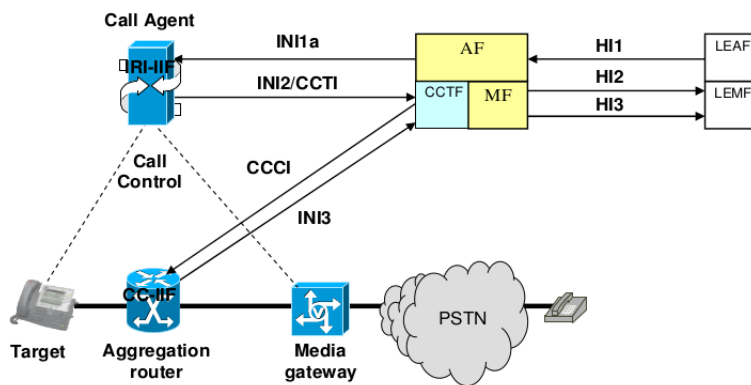 Call Agent
INI1a
AF
HI1
LEAF
IRI-IIF
INI2/CCTI
CCTF
MF
HI2
LEMF
HI3
Call
Control
CCCI
INI3
CC-IIF
V
PSTN
Target
Aggregation
router
Media
gateway